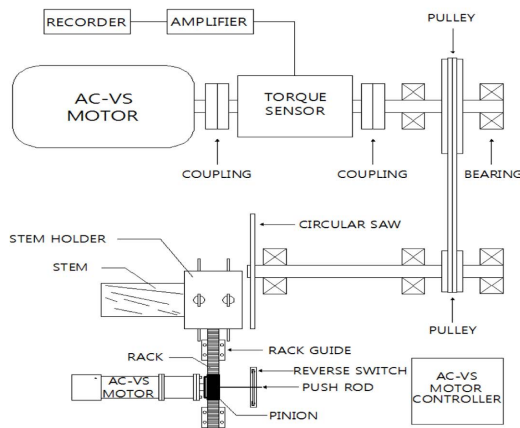 RECORDER
AMPLIFIER
PULLEY
AC-VS
MOTOR
TORQUE
SENSOR
COUPLING
COUPLING
BEARING
CIRCULAR SAW
STEM HOLDER
STEM
PULLEY
RACK GUIDE
RACK
REVERSE SWITCH
AC-VS
MOTOR
PUSH ROD
PINION
AC-VS
MOTOR
CONTROLLER